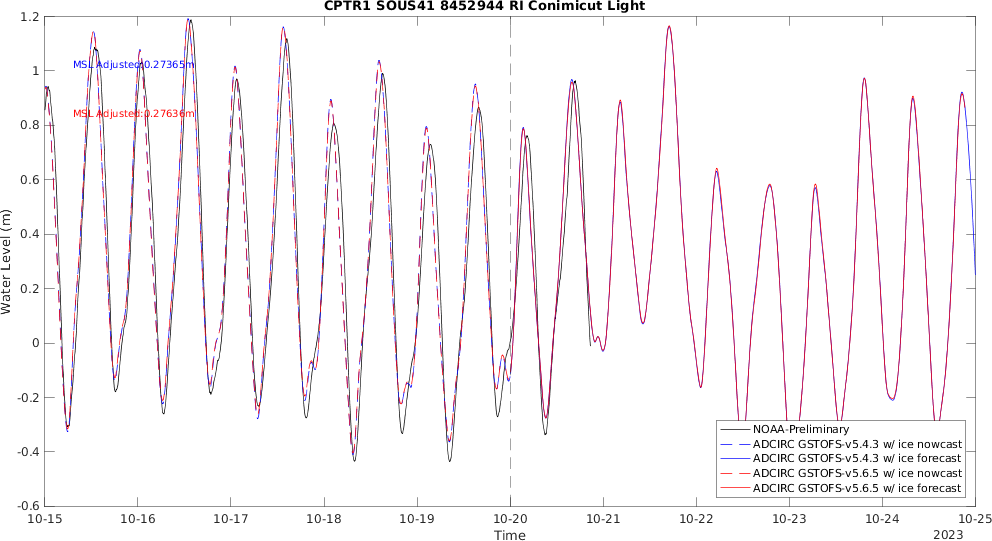 CPTR1 SOUS41 8452944 RI Conimicut Light
1.2
1
0.8
0.6
0.4
0.2
0
-0.2
-0.4
-0.6
Water Level (m)
MSL Adjusted:0.27365m
MSL Adjusted:0.27636m
NOAA-Preliminary
ADCIRC GSTOFS-v5.4.3 w/ ice nowcast
ADCIRC GSTOFS-v5.4.3 w/ ice forecast
ADCIRC GSTOFS-v5.6.5 w/ ice nowcast
ADCIRC GSTOFS-v5.6.5 w/ ice forecast
10-15 10-16 10-17 10-18 10-19 10-20 10-21 10-22 10-23 10-24 10-25
Time
2023